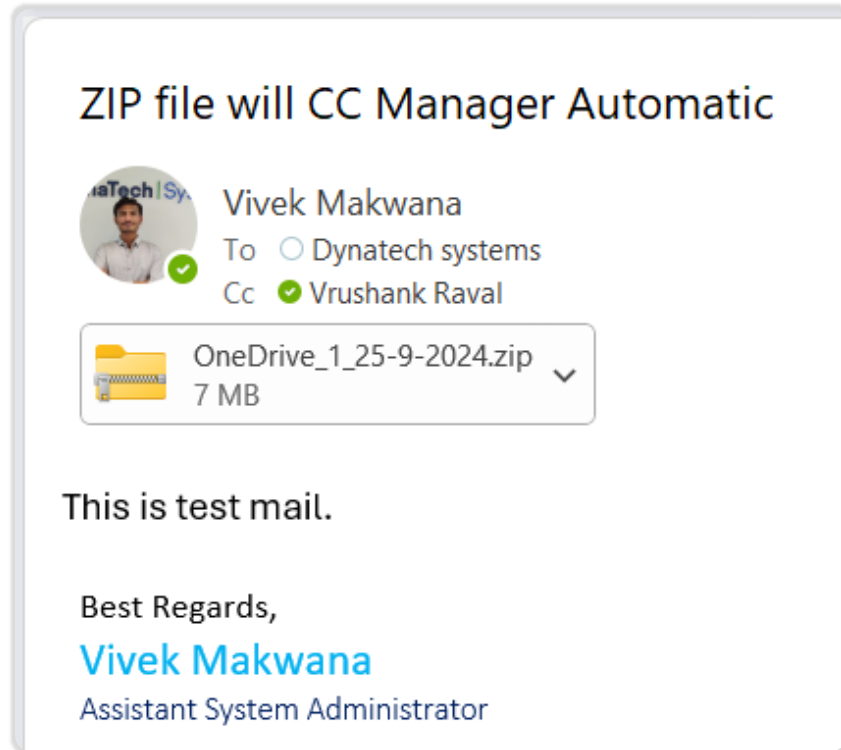 ZIP file will CC Manager Automatic
Vivek Makwana
To Dynatech systems
Cc Vrushank Raval
OneDrive_1_25-9-2024.zip
7 MB
This is test mail.
Best Regards,
Vivek Makwana
Assistant System Administrator